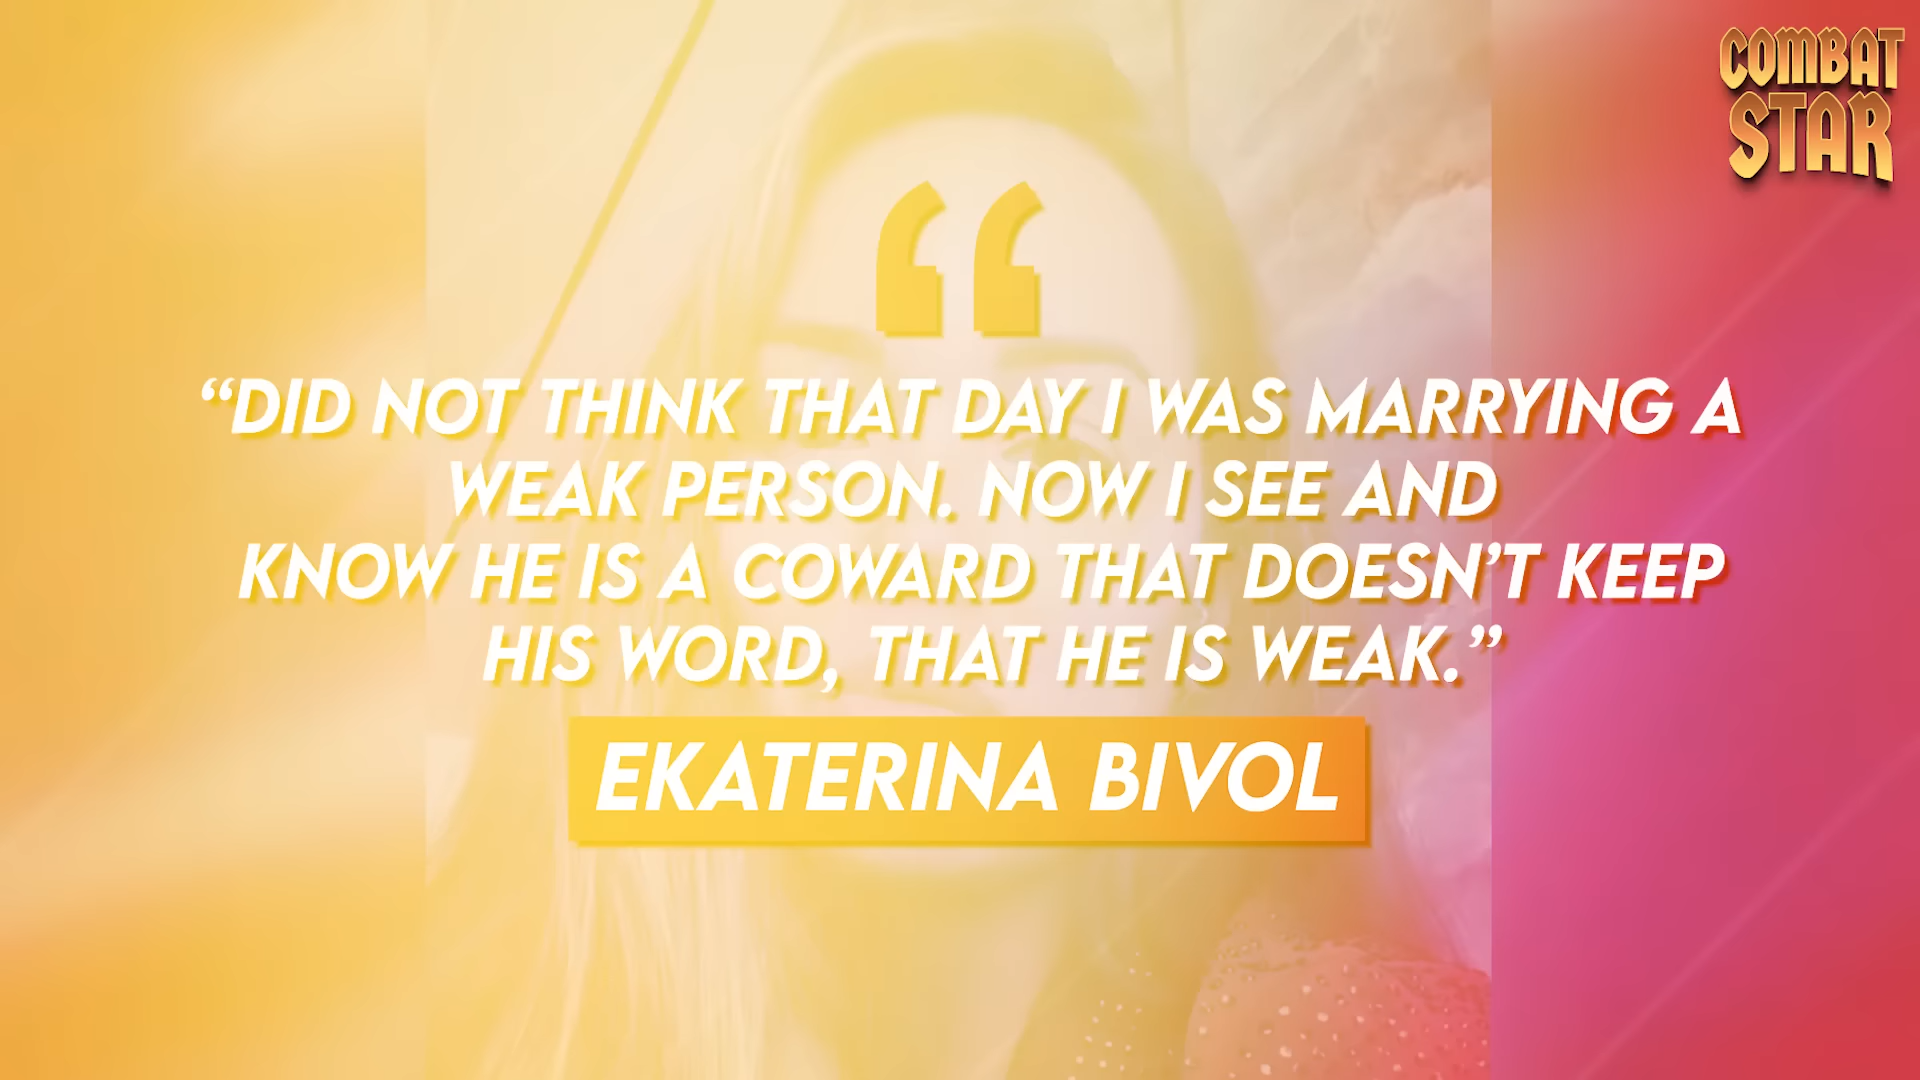 COMBAT
STAR
“DID NOT THINK THAT DAY I WAS MARRYING A
WEAK PERSON. NOW I SEE AND
KNOW HE IS A COWARD THAT DOESN’T KEEP
HIS WORD, THAT HE IS WEAK.”
EKATERINA BIVOL